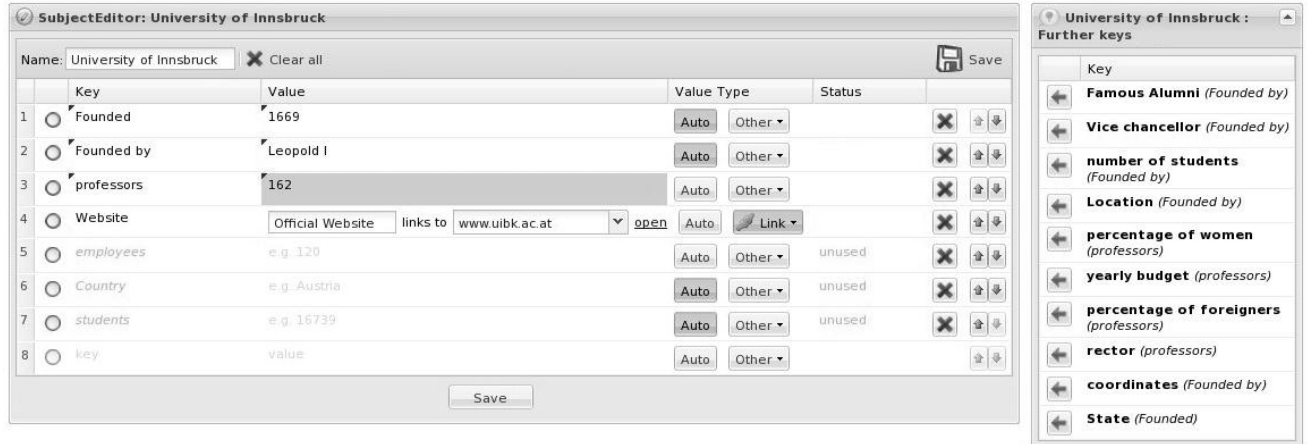 SubjectEditor: University of Innsbruck
Name: University of Innsbruck Clear all Save
Key Value Value Type Status
1 Founded 1669 Auto Other
2 Founded by Leopold I Auto Other
3 professors 162 Auto Other
4 Website Official Website links to www.uibk.ac.at open Auto Link
5 employees e.g. 120 Auto Other unused
6 Country e.g. Austria Auto Other unused
7 students e.g. 16739 Auto Other unused
8 key value Auto Other
Save
University of Innsbruck :
Further keys
Key
Famous Alumni (Founded by)
Vice chancellor (Founded by)
number of students
(Founded by)
Location (Founded by)
percentage of women
(professors)
yearly budget (professors)
percentage of foreigners
(professors)
rector (professors)
coordinates (Founded by)
State (Founded)